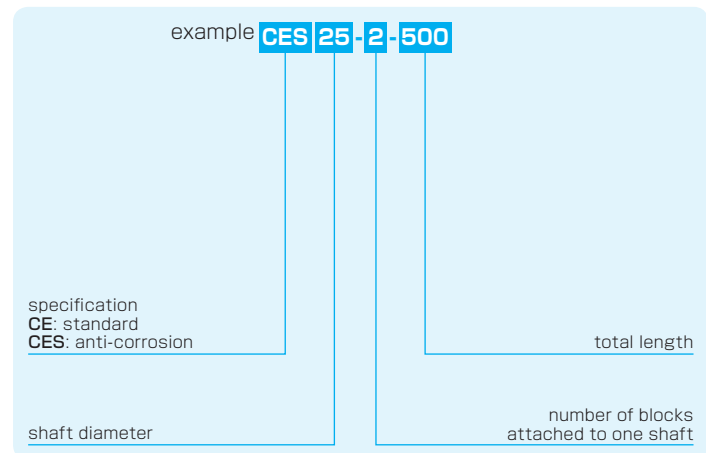 example CES 25 - 2 - 500
specification
CE: standard
CES: anti-corrosion
total length
shaft diameter
number of blocks
attached to one shaft